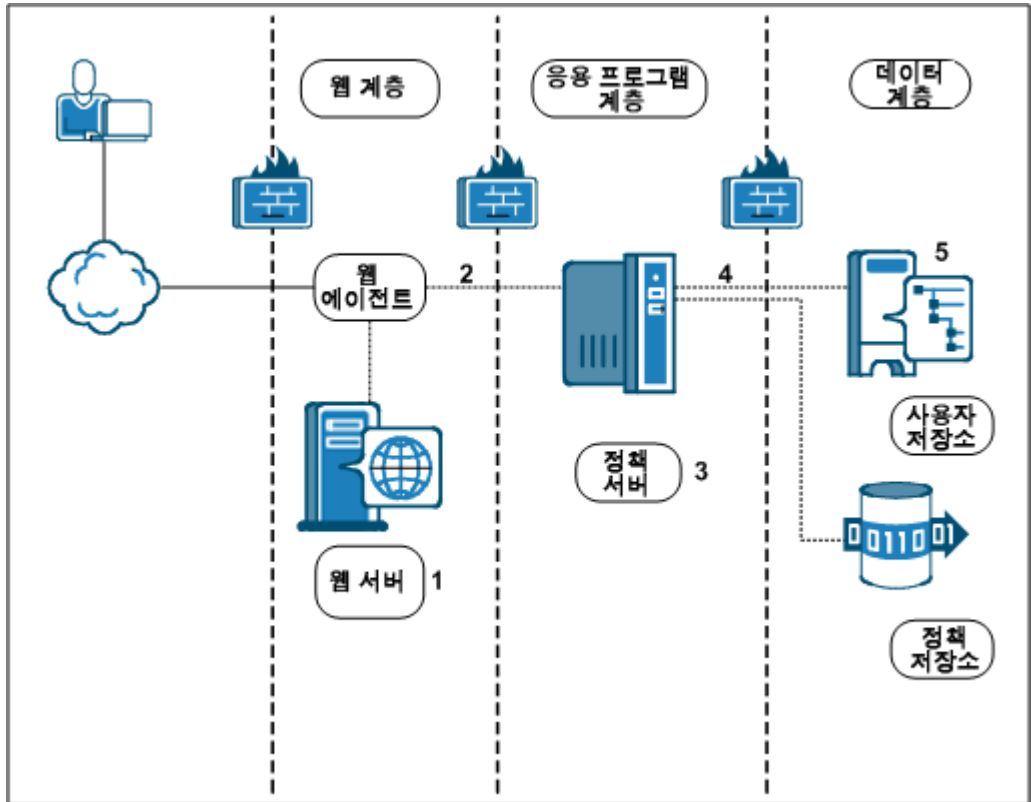 웹 계층
응용 프로그램
계층
데이터
계층
웹
에이전트
2
4
5
사용자
저장소
정책
서버
3
0 0110 01
웹 서버
1
정책
저장소